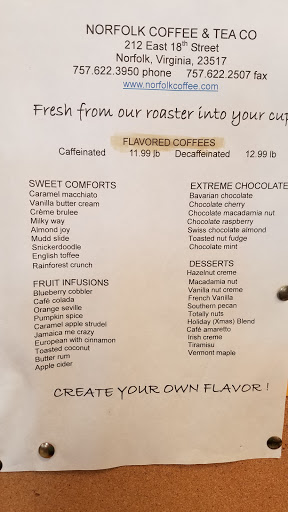 NORFOLK COFFEE & TEA CO
212 East 18th Street
Norfolk, Virginia, 23517
757.622.3950 phone 757.622.2507 fax
www.norfolkcoffee.com
Fresh from our roaster into your cup
FLAVORED COFFEES
Caffeinated 11.99 lb Decaffeinated 12.99 lb
SWEET COMFORTS
Caramel macchiato
Vanilla butter cream
Crème brulee
Milky way
Almond joy
Mudd slide
Snickerdoodle
English toffee
Rainforest crunch
FRUIT INFUSIONS
Blueberry cobbler
Café colada
Orange seville
Pumpkin spice
Caramel apple strudel
Jamaica me crazy
European with cinnamon
Toasted coconut
Butter rum
Apple cider
EXTREME CHOCOLATE
Bavarian chocolate
Chocolate cherry
Chocolate macadamia nut
Chocolate raspberry
Swiss chocolate almond
Toasted nut fudge
Chocolate mint
DESSERTS
Hazelnut creme
Macadamia nut
Vanilla nut creme
French Vanilla
Southern pecan
Totally nuts
Holiday (Xmas) Blend
Café amaretto
Irish creme
Tiramisu
Vermont maple
CREATE YOUR OWN FLAVOR !